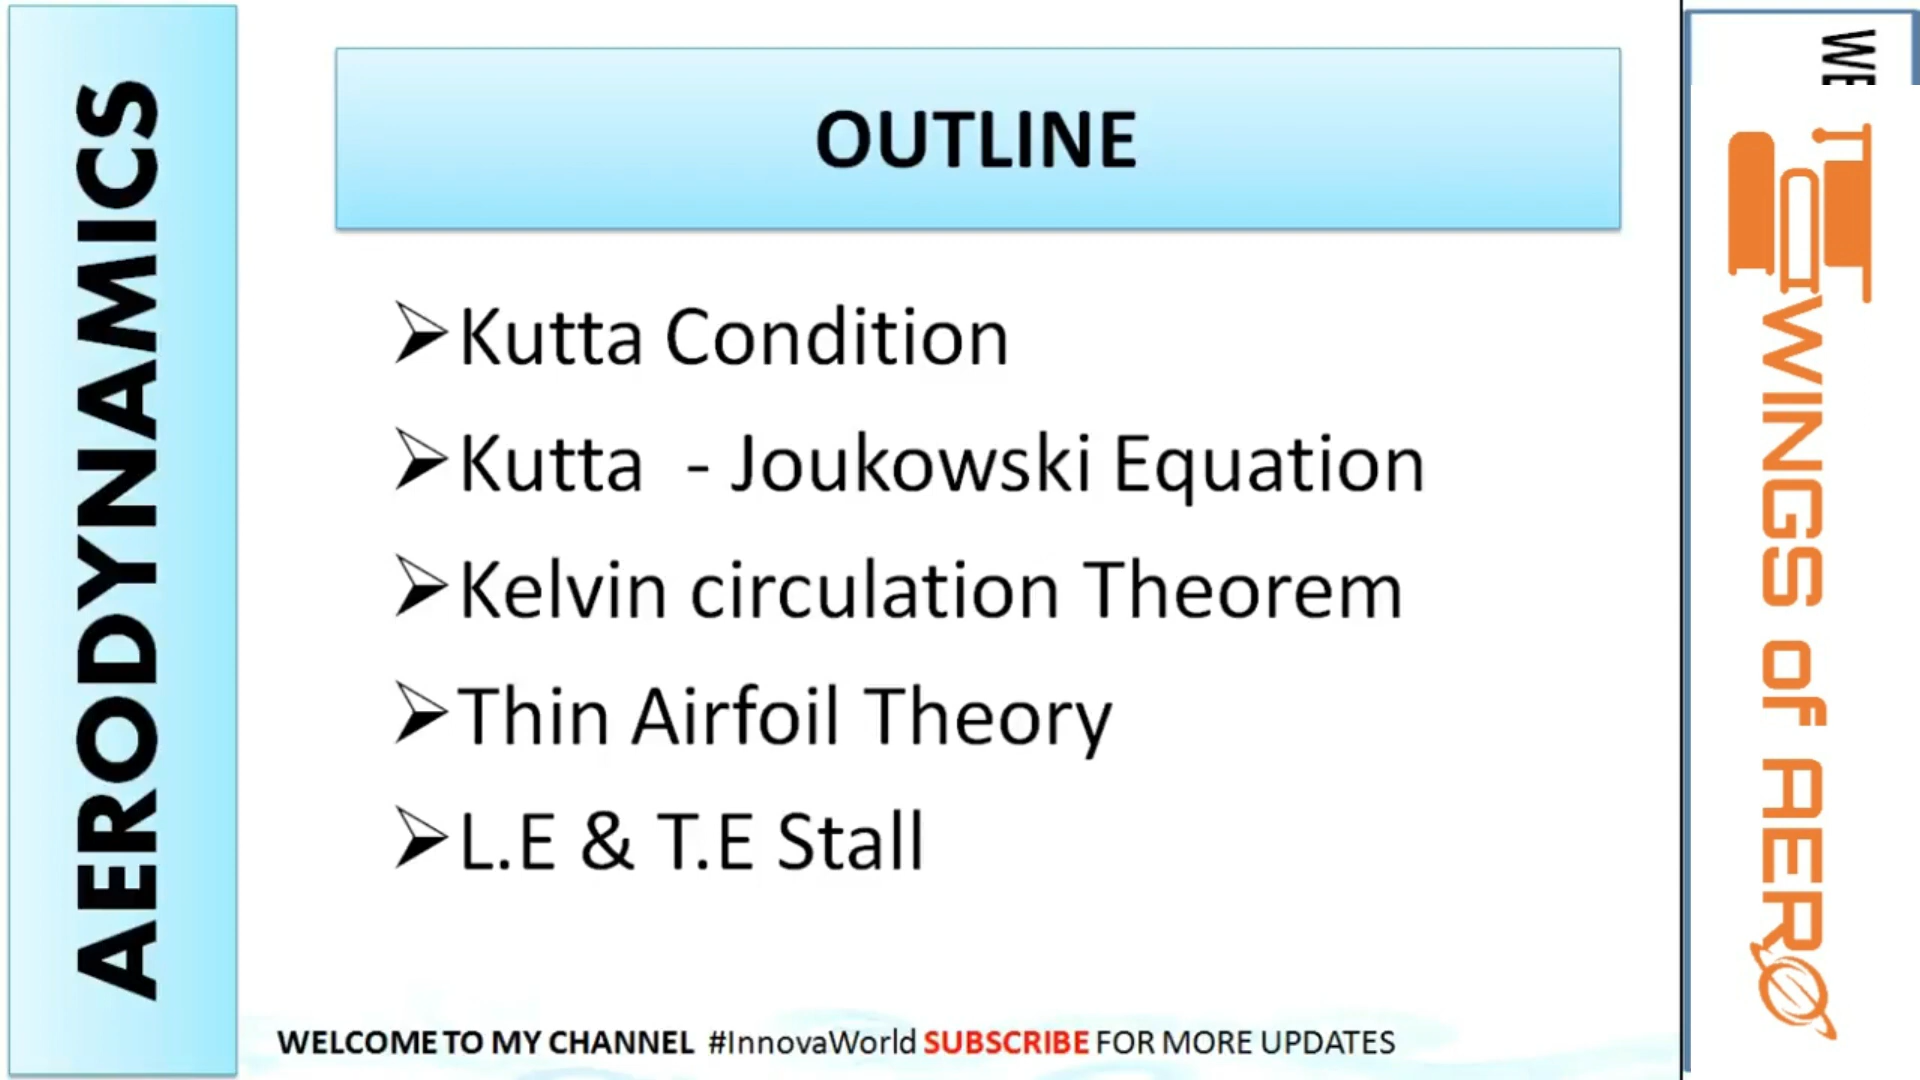 AERODYNAMICS
OUTLINE
Kutta Condition
Kutta - Joukowski Equation
Kelvin circulation Theorem
Thin Airfoil Theory
L.E & T.E Stall
WELCOME TO MY CHANNEL #InnovaWorld SUBSCRIBE FOR MORE UPDATES
WE
WINGS OF AERO